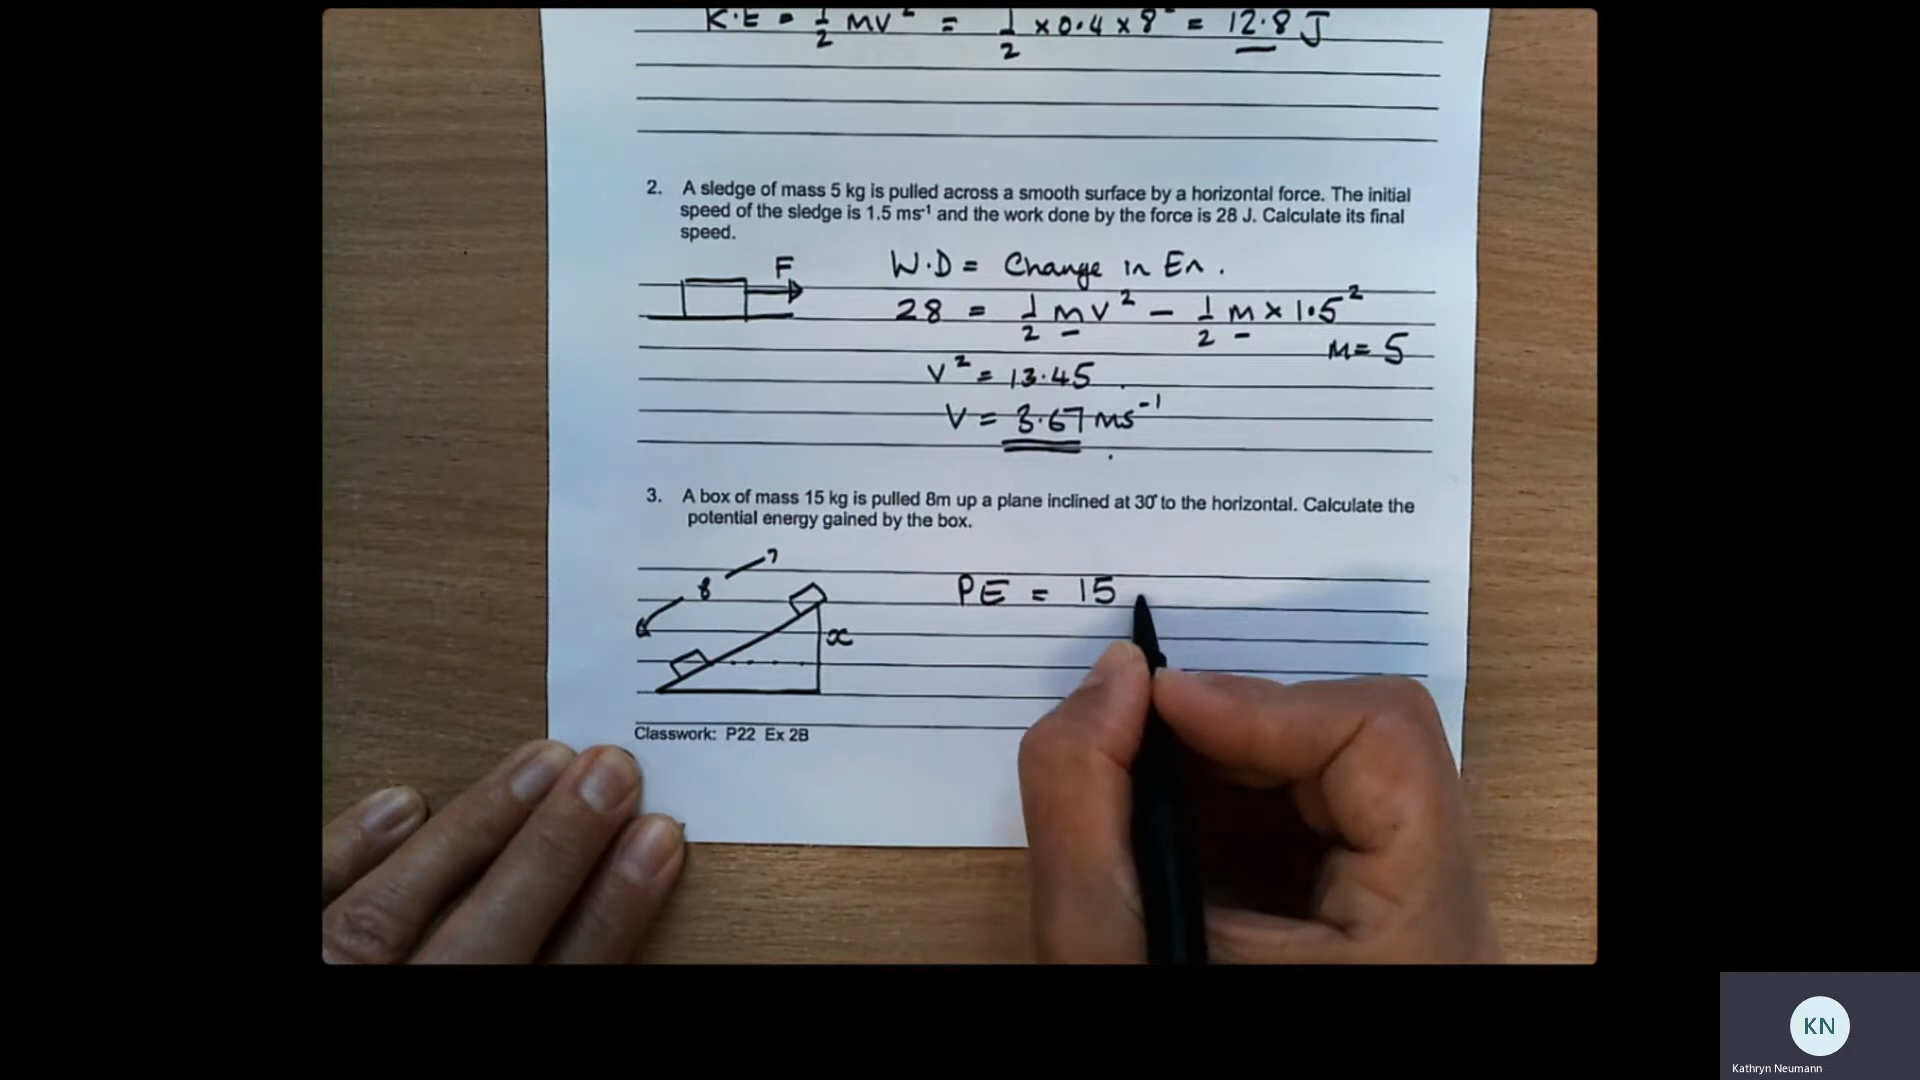 K.E = 1/2 mv² = 1/2 × 0.4 × 8² = 12.8 J
2. A sledge of mass 5 kg is pulled across a smooth surface by a horizontal force. The initial
speed of the sledge is 1.5 ms⁻¹ and the work done by the force is 28 J. Calculate its final
speed.
F
W.D = Change in En.
28 = 1/2 mv² - 1/2 m × 1.5²
M = 5
v² = 13.45
V = 3.67 ms⁻¹
3. A box of mass 15 kg is pulled 8m up a plane inclined at 30° to the horizontal. Calculate the
potential energy gained by the box.
8
x
PE = 15
Classwork: P22 Ex 2B
KN
Kathryn Neumann